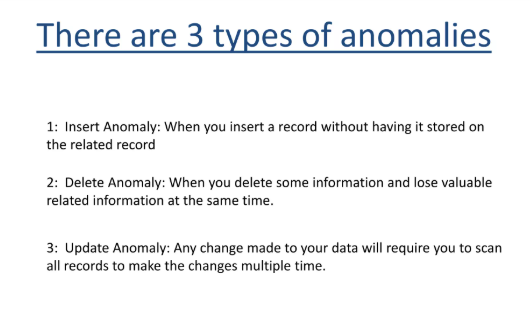 There are 3 types of anomalies
1: Insert Anomaly: When you insert a record without having it stored on
the related record
2: Delete Anomaly: When you delete some information and lose valuable
related information at the same time.
3: Update Anomaly: Any change made to your data will require you to scan
all records to make the changes multiple time.